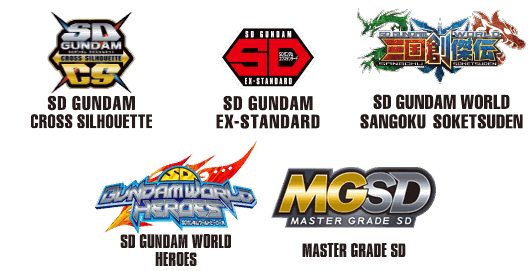 SD
GUNDAM
CROSS SILHOUETTE
CS
SD GUNDAM
CROSS SILHOUETTE
SD GUNDAM
SD
EX-STANDARD
SD GUNDAM
EX-STANDARD
SD GUNDAM WORLD
三国創傑伝
SANGOKU SOKETSUDEN
SD GUNDAM WORLD
SANGOKU SOKETSUDEN
SD
GUNDAM WORLD
HEROES
SD GUNDAM WORLD
HEROES
MGSD
MASTER GRADE SD
MASTER GRADE SD